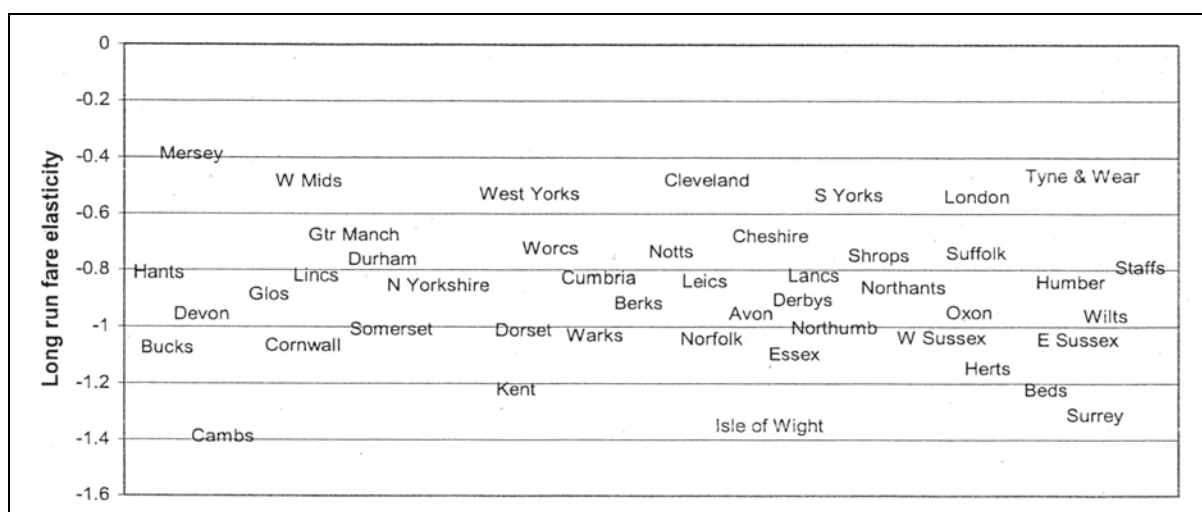 Long run fare elasticity
0
-0.2
-0.4
-0.6
-0.8
-1
-1.2
-1.4
-1.6
Mersey
W Mids
West Yorks
Cleveland
S Yorks
London
Tyne & Wear
Gtr Manch
Durham
Worcs
Notts
Cheshire
Shrops
Suffolk
Staffs
Hants
Lincs
N Yorkshire
Cumbria
Leics
Lancs
Northants
Humber
Glos
Berks
Derbys
Devon
Avon
Oxon
Wilts
Somerset
Dorset
Northumb
Bucks
Cornwall
Warks
Norfolk
Essex
W Sussex
E Sussex
Herts
Kent
Beds
Surrey
Cambs
Isle of Wight